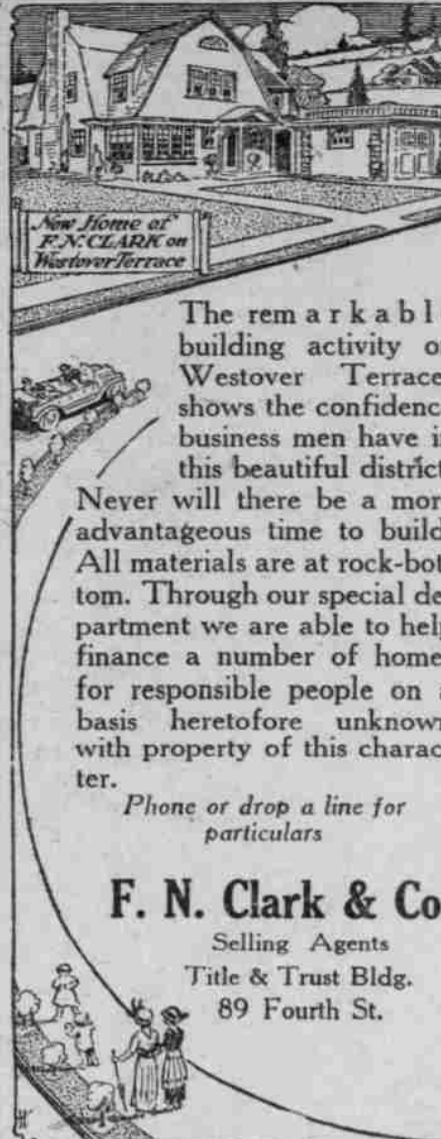 New Home of
F. N. CLARK on
Westover Terrace
The remarkabl
building activity o
Westover Terrace
shows the confidenc
business men have i
this beautiful district
Never will there be a mor
advantageous time to build
All materials are at rock-bot
tom. Through our special de
partment we are able to help
finance a number of home
for responsible people on
basis heretofore unknown
with property of this charac
ter.
Phone or drop a line for
particulars
F. N. Clark & Co
Selling Agents
Title & Trust Bldg.
89 Fourth St.